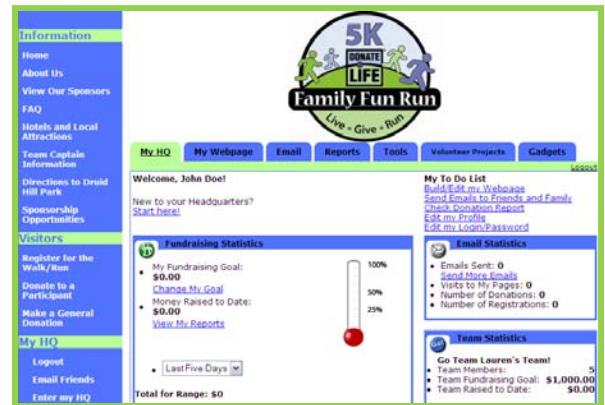 Information
Home
About Us
View Our Sponsors
FAQ
Hotels and Local
Attractions
Team Captain
Information
Directions to Druid
Hill Park
Sponsorship
Opportunities
Visitors
Register for the
Walk/Run
Donate to a
Participant
Make a General
Donation
My HQ
Logout
Email Friends
Enter my HQ
5K
DONATE
LIFE
Family Fun Run
Live - Give - Run
My HQ
My Webpage
Email
Reports
Tools
Volunteer Projects
Gadgets
Logout
Welcome, John Doe!
New to your Headquarters?
Start here!
My To Do List
Build/Edit my Webpage
Send Emails to Friends and Family
Check Donation Report
Edit my Profile
Edit my Login/Password
Fundraising Statistics
My Fundraising Goal:
$0.00
Change My Goal
Money Raised to Date:
$0.00
View My Reports
100%
50%
25%
Last Five Days
Total for Range: $0
Email Statistics
Emails Sent: 0
Send More Emails
Visits to My Pages: 0
Number of Donations: 0
Number of Registrations: 0
Go!
Team Statistics
Go Team Lauren's Team!
Team Members: 5
Team Fundraising Goal: $1,000.00
Team Raised to Date: $0.00